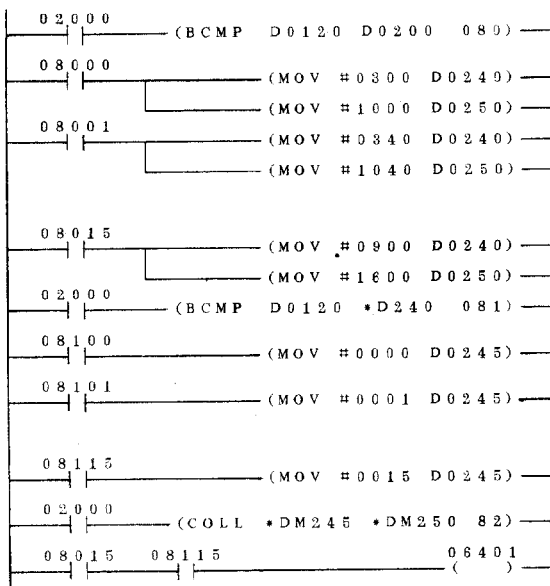 02000
(BCMP D0120 D0200 080)
08000
(MOV #0300 D0240)
(MOV #1000 D0250)
08001
(MOV #0340 D0240)
(MOV #1040 D0250)
08015
(MOV #0900 D0240)
(MOV #1600 D0250)
02000
(BCMP D0120 *D240 081)
08100
(MOV #0000 D0245)
08101
(MOV #0001 D0245)
08115
(MOV #0015 D0245)
02000
(COLL *DM245 *DM250 82)
08015 08115 06401
( )